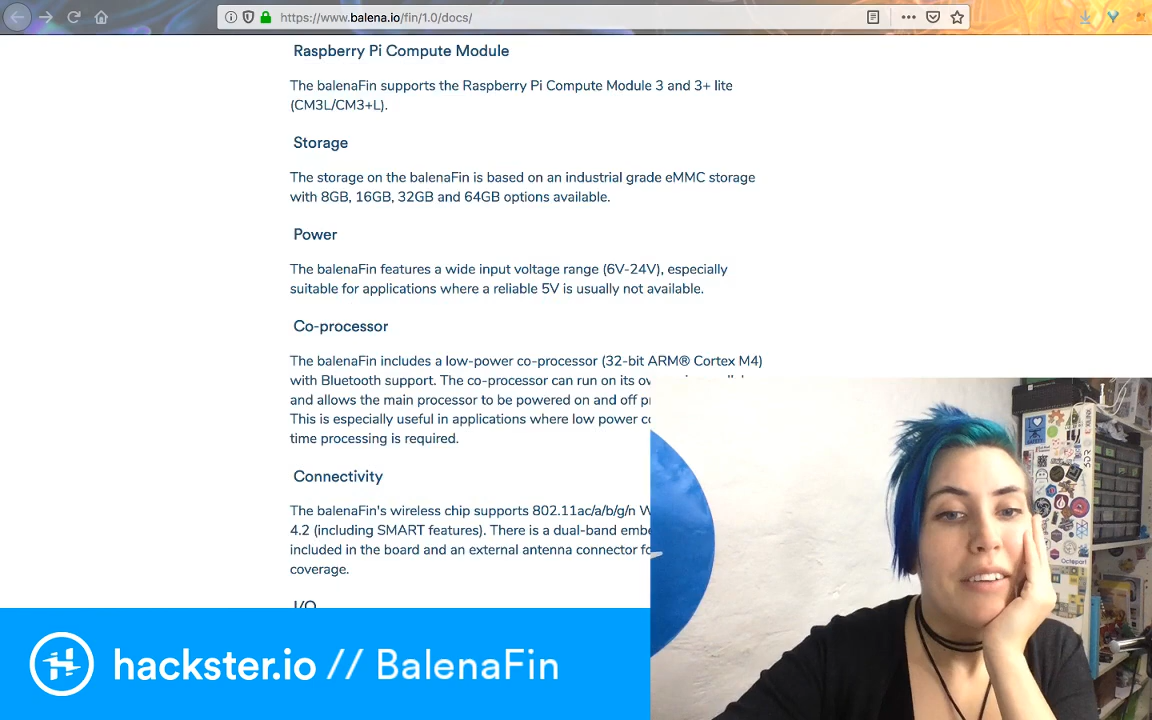 https://www.balena.io/fin/1.0/docs/
Raspberry Pi Compute Module
The balenaFin supports the Raspberry Pi Compute Module 3 and 3+ lite
(CM3L/CM3+L).
Storage
The storage on the balenaFin is based on an industrial grade eMMC storage
with 8GB, 16GB, 32GB and 64GB options available.
Power
The balenaFin features a wide input voltage range (6V-24V), especially
suitable for applications where a reliable 5V is usually not available.
Co-processor
The balenaFin includes a low-power co-processor (32-bit ARM® Cortex M4)
with Bluetooth support. The co-processor can run on its
and allows the main processor to be powered on and off
This is especially useful in applications where low power
time processing is required.
Connectivity
The balenaFin's wireless chip supports 802.11ac/a/b/g/n
4.2 (including SMART features). There is a dual-band
included in the board and an external antenna connector
coverage.
I/O
hackster.io // BalenaFin
XILINX
Octopart